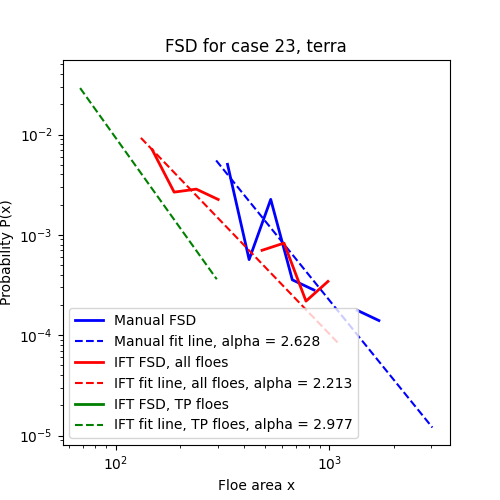 FSD for case 23, terra
Probability P(x)
10⁻²
10⁻³
10⁻⁴
10⁻⁵
Manual FSD
Manual fit line, alpha = 2.628
IFT FSD, all floes
IFT fit line, all floes, alpha = 2.213
IFT FSD, TP floes
IFT fit line, TP floes, alpha = 2.977
10² 10³
Floe area x